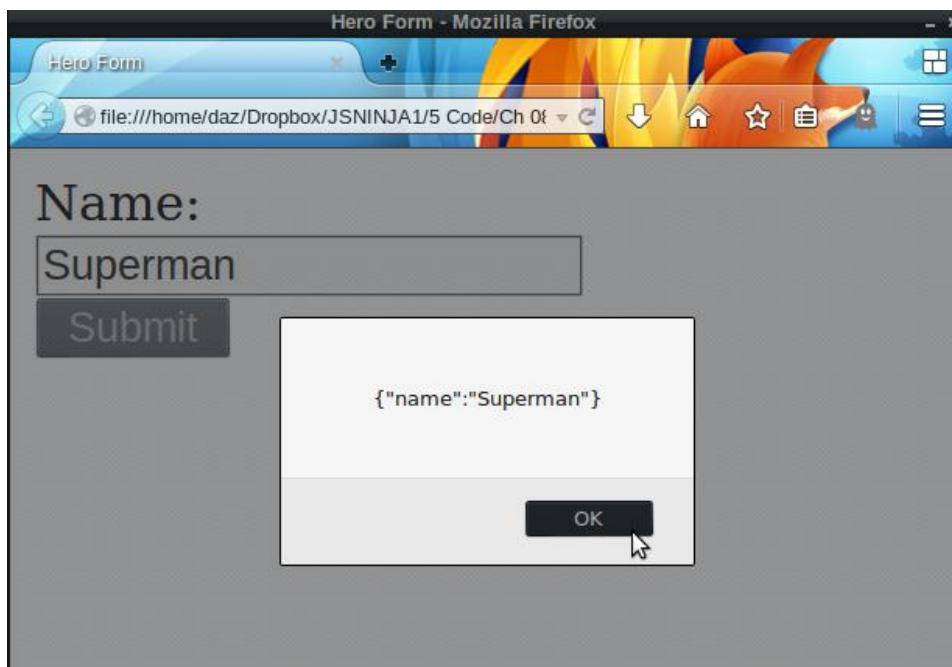 Hero Form - Mozilla Firefox
Hero Form
file:///home/daz/Dropbox/JSNINJA1/5 Code/Ch 08
Name:
Superman
Submit
{"name":"Superman"}
OK